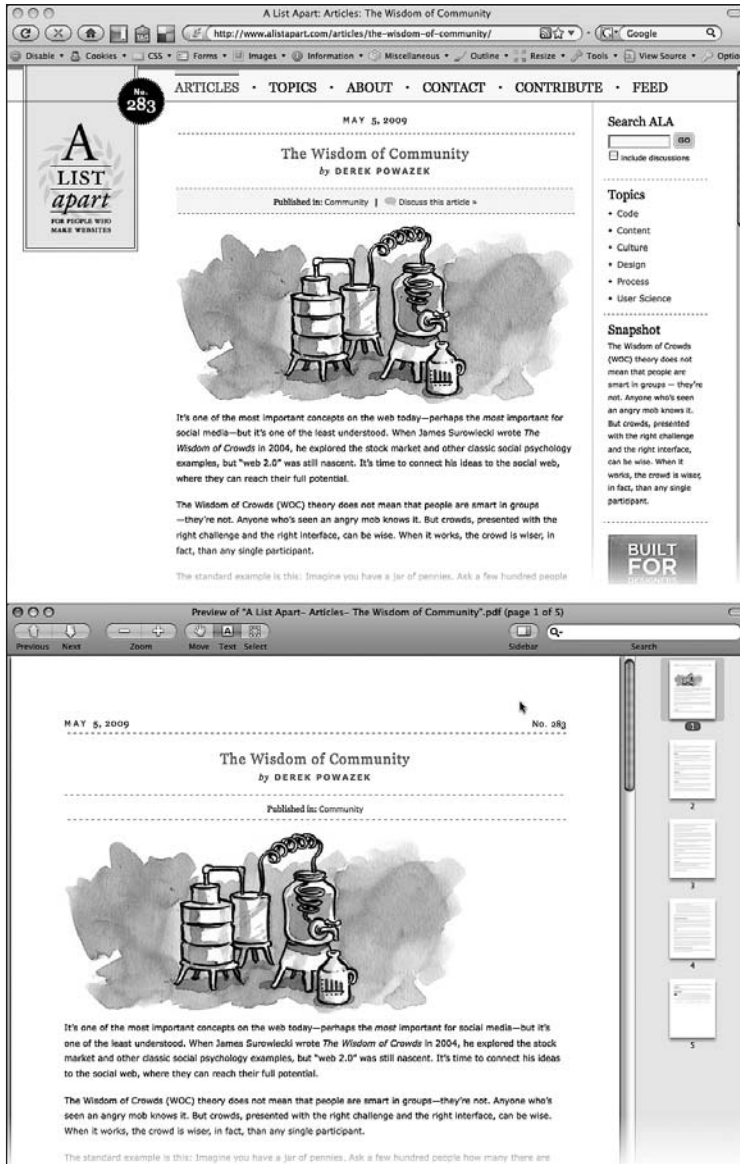 A List Apart: Articles: The Wisdom of Community
http://www.alistapart.com/articles/the-wisdom-of-community/
Google
Disable
Cookies
CSS
Forms
Images
Information
Miscellaneous
Outline
Resize
Tools
View Source
Optio
No.
283
A
LIST
apart
FOR PEOPLE WHO
MAKE WEBSITES
ARTICLES • TOPICS • ABOUT • CONTACT • CONTRIBUTE • FEED
MAY 5, 2009
The Wisdom of Community
by DEREK POWAZEK
Published in: Community | Discuss this article »
It's one of the most important concepts on the web today—perhaps the most important for
social media—but it's one of the least understood. When James Surowiecki wrote The
Wisdom of Crowds in 2004, he explored the stock market and other classic social psychology
examples, but “web 2.0” was still nascent. It's time to connect his ideas to the social web,
where they can reach their full potential.
The Wisdom of Crowds (WOC) theory does not mean that people are smart in groups
—they're not. Anyone who's seen an angry mob knows it. But crowds, presented with the
right challenge and the right interface, can be wise. When it works, the crowd is wiser, in
fact, than any single participant.
The standard example is this: Imagine you have a jar of pennies. Ask a few hundred people
Search ALA
GO
include discussions
Topics
• Code
• Content
• Culture
• Design
• Process
• User Science
Snapshot
The Wisdom of Crowds
(WOC) theory does not
mean that people are
smart in groups — they're
not. Anyone who's seen
an angry mob knows it.
But crowds, presented
with the right challenge
and the right interface,
can be wise. When it
works, the crowd is wiser,
in fact, than any single
participant.
BUILT
FOR
DESIGNERS
Preview of "A List Apart– Articles– The Wisdom of Community".pdf (page 1 of 5)
Previous
Next
Zoom
Move
Text
Select
Sidebar
Search
MAY 5, 2009
No. 283
The Wisdom of Community
by DEREK POWAZEK
Published in: Community
It's one of the most important concepts on the web today—perhaps the most important for social media—but it's
one of the least understood. When James Surowiecki wrote The Wisdom of Crowds in 2004, he explored the stock
market and other classic social psychology examples, but “web 2.0” was still nascent. It's time to connect his ideas
to the social web, where they can reach their full potential.
The Wisdom of Crowds (WOC) theory does not mean that people are smart in groups—they're not. Anyone who's
seen an angry mob knows it. But crowds, presented with the right challenge and the right interface, can be wise.
When it works, the crowd is wiser, in fact, than any single participant.
The standard example is this: Imagine you have a jar of pennies. Ask a few hundred people how many there are
1
2
3
4
5